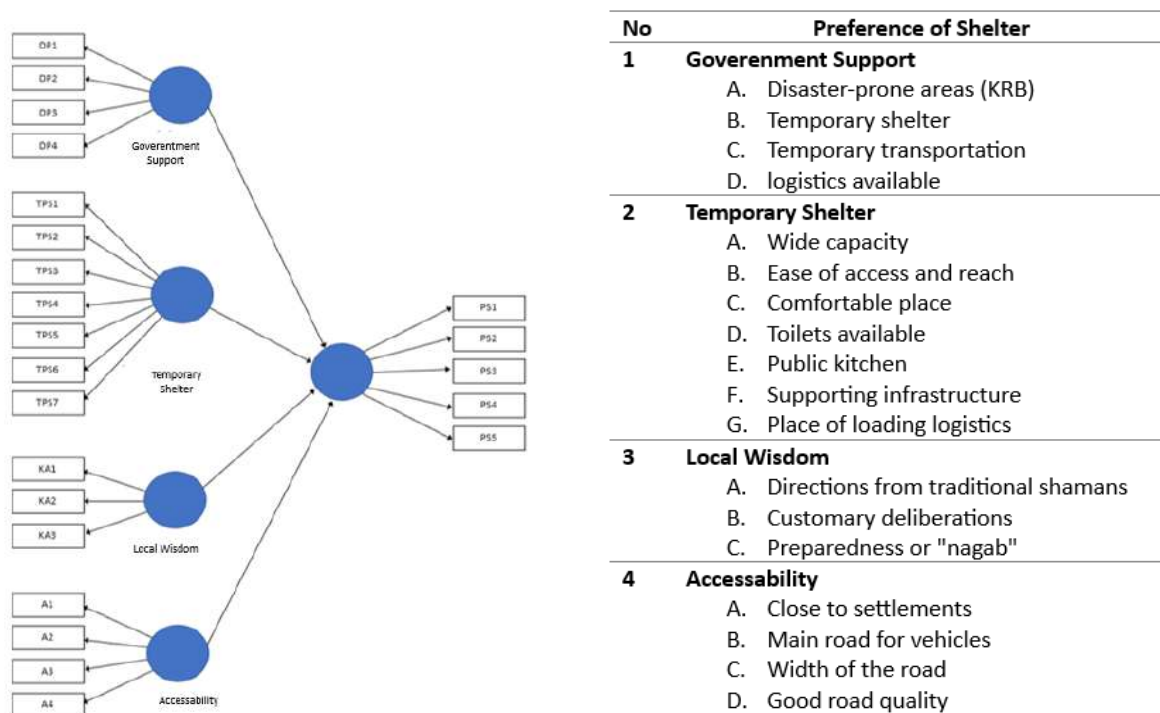 DP1
DP2
DP3
DP4
Goverentment
Support
TPS1
TPS2
TPS3
TPS4
TPS5
TPS6
TPS7
Temporary
Shelter
KA1
KA2
KA3
Local Wisdom
A1
A2
A3
A4
Accessability
PS1
PS2
PS3
PS4
PS5
No Preference of Shelter
1 Goverenment Support
A. Disaster-prone areas (KRB)
B. Temporary shelter
C. Temporary transportation
D. logistics available
2 Temporary Shelter
A. Wide capacity
B. Ease of access and reach
C. Comfortable place
D. Toilets available
E. Public kitchen
F. Supporting infrastructure
G. Place of loading logistics
3 Local Wisdom
A. Directions from traditional shamans
B. Customary deliberations
C. Preparedness or "nagab"
4 Accessability
A. Close to settlements
B. Main road for vehicles
C. Width of the road
D. Good road quality